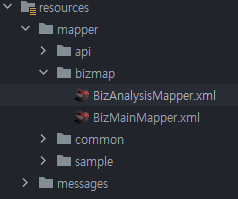 resources
mapper
api
bizmap
BizAnalysisMapper.xml
BizMainMapper.xml
common
sample
messages